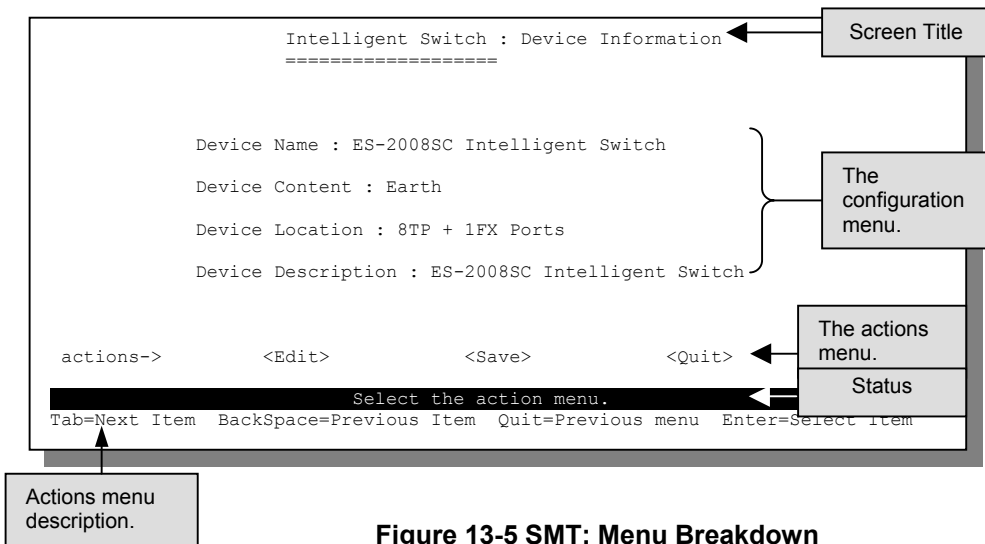 Intelligent Switch : Device Information
===================
Screen Title
Device Name : ES-2008SC Intelligent Switch
Device Content : Earth
Device Location : 8TP + 1FX Ports
Device Description : ES-2008SC Intelligent Switch
The
configuration
menu.
actions-> <Edit> <Save> <Quit>
The actions
menu.
Select the action menu.
Status
Tab=Next Item BackSpace=Previous Item Quit=Previous menu Enter=Select Item
Actions menu
description.
Figure 13-5 SMT: Menu Breakdown